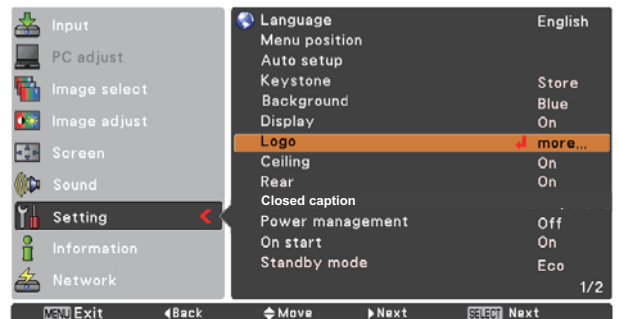 Input
PC adjust
Image select
Image adjust
Screen
Sound
Setting
Information
Network
Language English
Menu position
Auto setup
Keystone Store
Background Blue
Display On
Logo more...
Ceiling On
Rear On
Closed caption
Power management Off
On start On
Standby mode Eco
1/2
MENU Exit Back Move Next SELECT Next